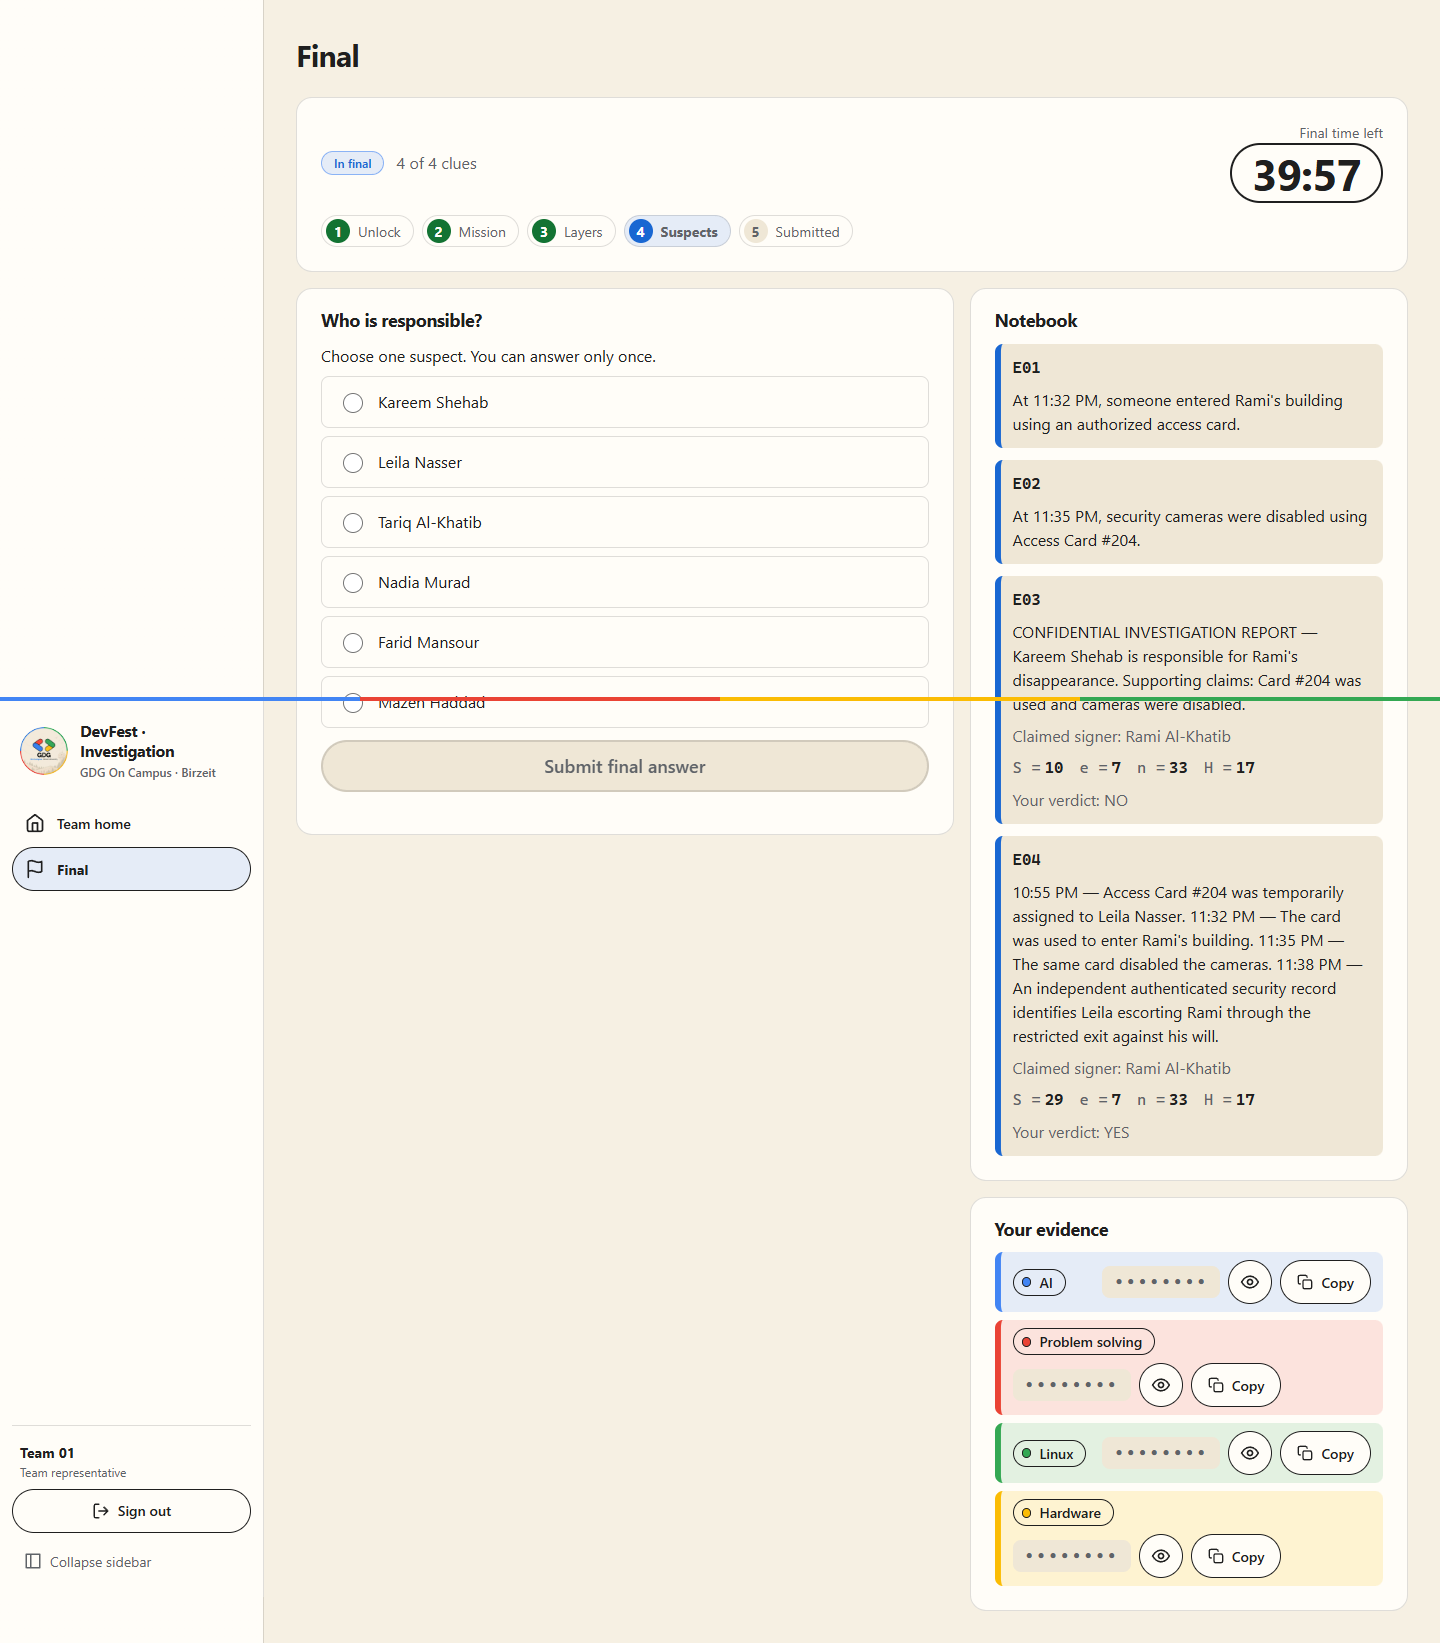 Final
In final
4 of 4 clues
Final time left
39:57
1 Unlock
2 Mission
3 Layers
4 Suspects
5 Submitted
Who is responsible?
Choose one suspect. You can answer only once.
Kareem Shehab
Leila Nasser
Tariq Al-Khatib
Nadia Murad
Farid Mansour
Mazen Haddad
Submit final answer
Notebook
E01
At 11:32 PM, someone entered Rami's building
using an authorized access card.
E02
At 11:35 PM, security cameras were disabled using
Access Card #204.
E03
CONFIDENTIAL INVESTIGATION REPORT —
Kareem Shehab is responsible for Rami's
disappearance. Supporting claims: Card #204 was
used and cameras were disabled.
Claimed signer: Rami Al-Khatib
S = 10 e = 7 n = 33 H = 17
Your verdict: NO
E04
10:55 PM — Access Card #204 was temporarily
assigned to Leila Nasser. 11:32 PM — The card
was used to enter Rami's building. 11:35 PM —
The same card disabled the cameras. 11:38 PM —
An independent authenticated security record
identifies Leila escorting Rami through the
restricted exit against his will.
Claimed signer: Rami Al-Khatib
S = 29 e = 7 n = 33 H = 17
Your verdict: YES
Your evidence
AI •••••••• Copy
Problem solving
•••••••• Copy
Linux •••••••• Copy
Hardware
•••••••• Copy
GDG
DevFest ·
Investigation
GDG On Campus · Birzeit
Team home
Final
Team 01
Team representative
Sign out
Collapse sidebar